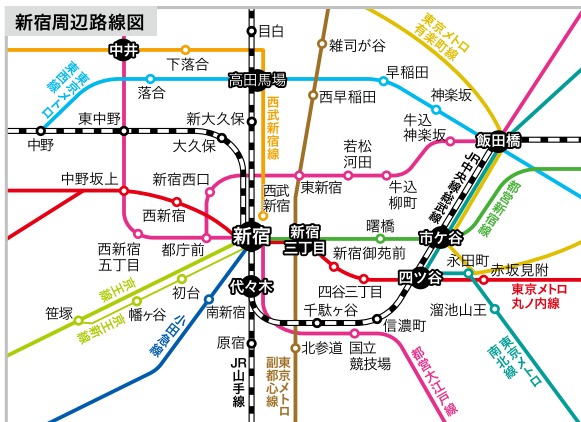 新宿周辺路線図
目白
雑司が谷
東京メトロ
有楽町線
中井
下落合
高田馬場
早稲田
東京メトロ
東西線
落合
西武新宿線
西早稲田
神楽坂
新大久保
東中野
牛込
神楽坂
飯田橋
中野
大久保
若松
河田
JR中央線総武線
中野坂上
新宿西口
東新宿
牛込
柳町
西新宿
西武
新宿
都営新宿線
西新宿
五丁目
都庁前
新宿
新宿
三丁目
曙橋
市ケ谷
新宿御苑前
永田町
四ツ谷
赤坂見附
京王線
京王新線
初台
代々木
四谷三丁目
東京メトロ
丸ノ内線
笹塚
幡ヶ谷
南新宿
千駄ヶ谷
溜池山王
小田急線
信濃町
原宿
北参道
国立
競技場
東京メトロ
南北線
JR山手線
東京メトロ
副都心線
都営大江戸線